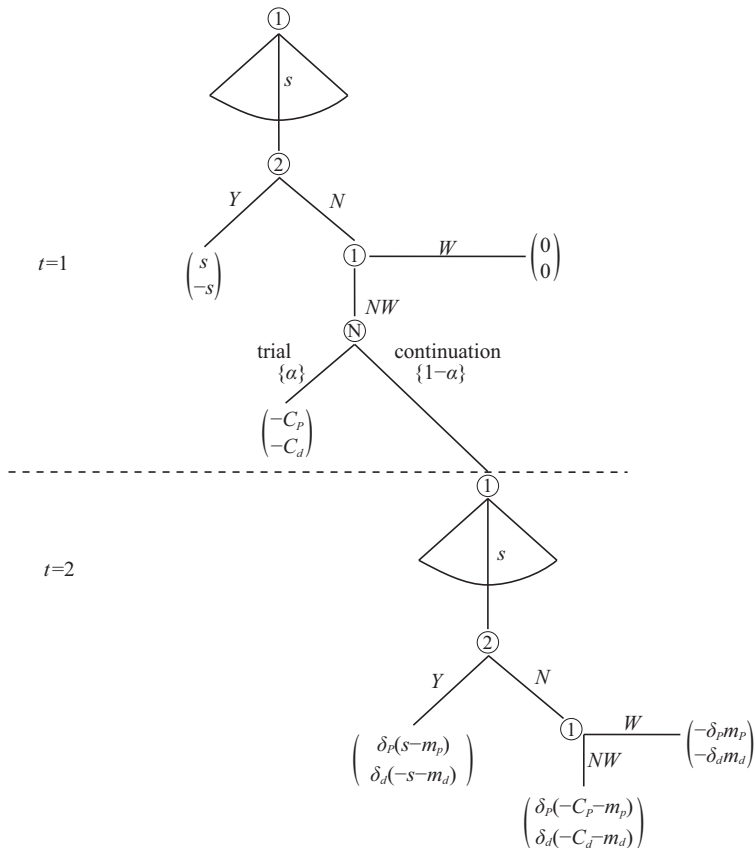 1
s
2
Y N
1 W (0
0)
t=1
NW
N
trial continuation
{α} {1−α}
(−C_P
−C_d)
1
s
t=2
2
Y N
1 W (−δ_P m_P
−δ_d m_d)
NW
(δ_P(s−m_p)
δ_d(−s−m_d))
(δ_P(−C_P−m_p)
δ_d(−C_d−m_d))
(s
−s)